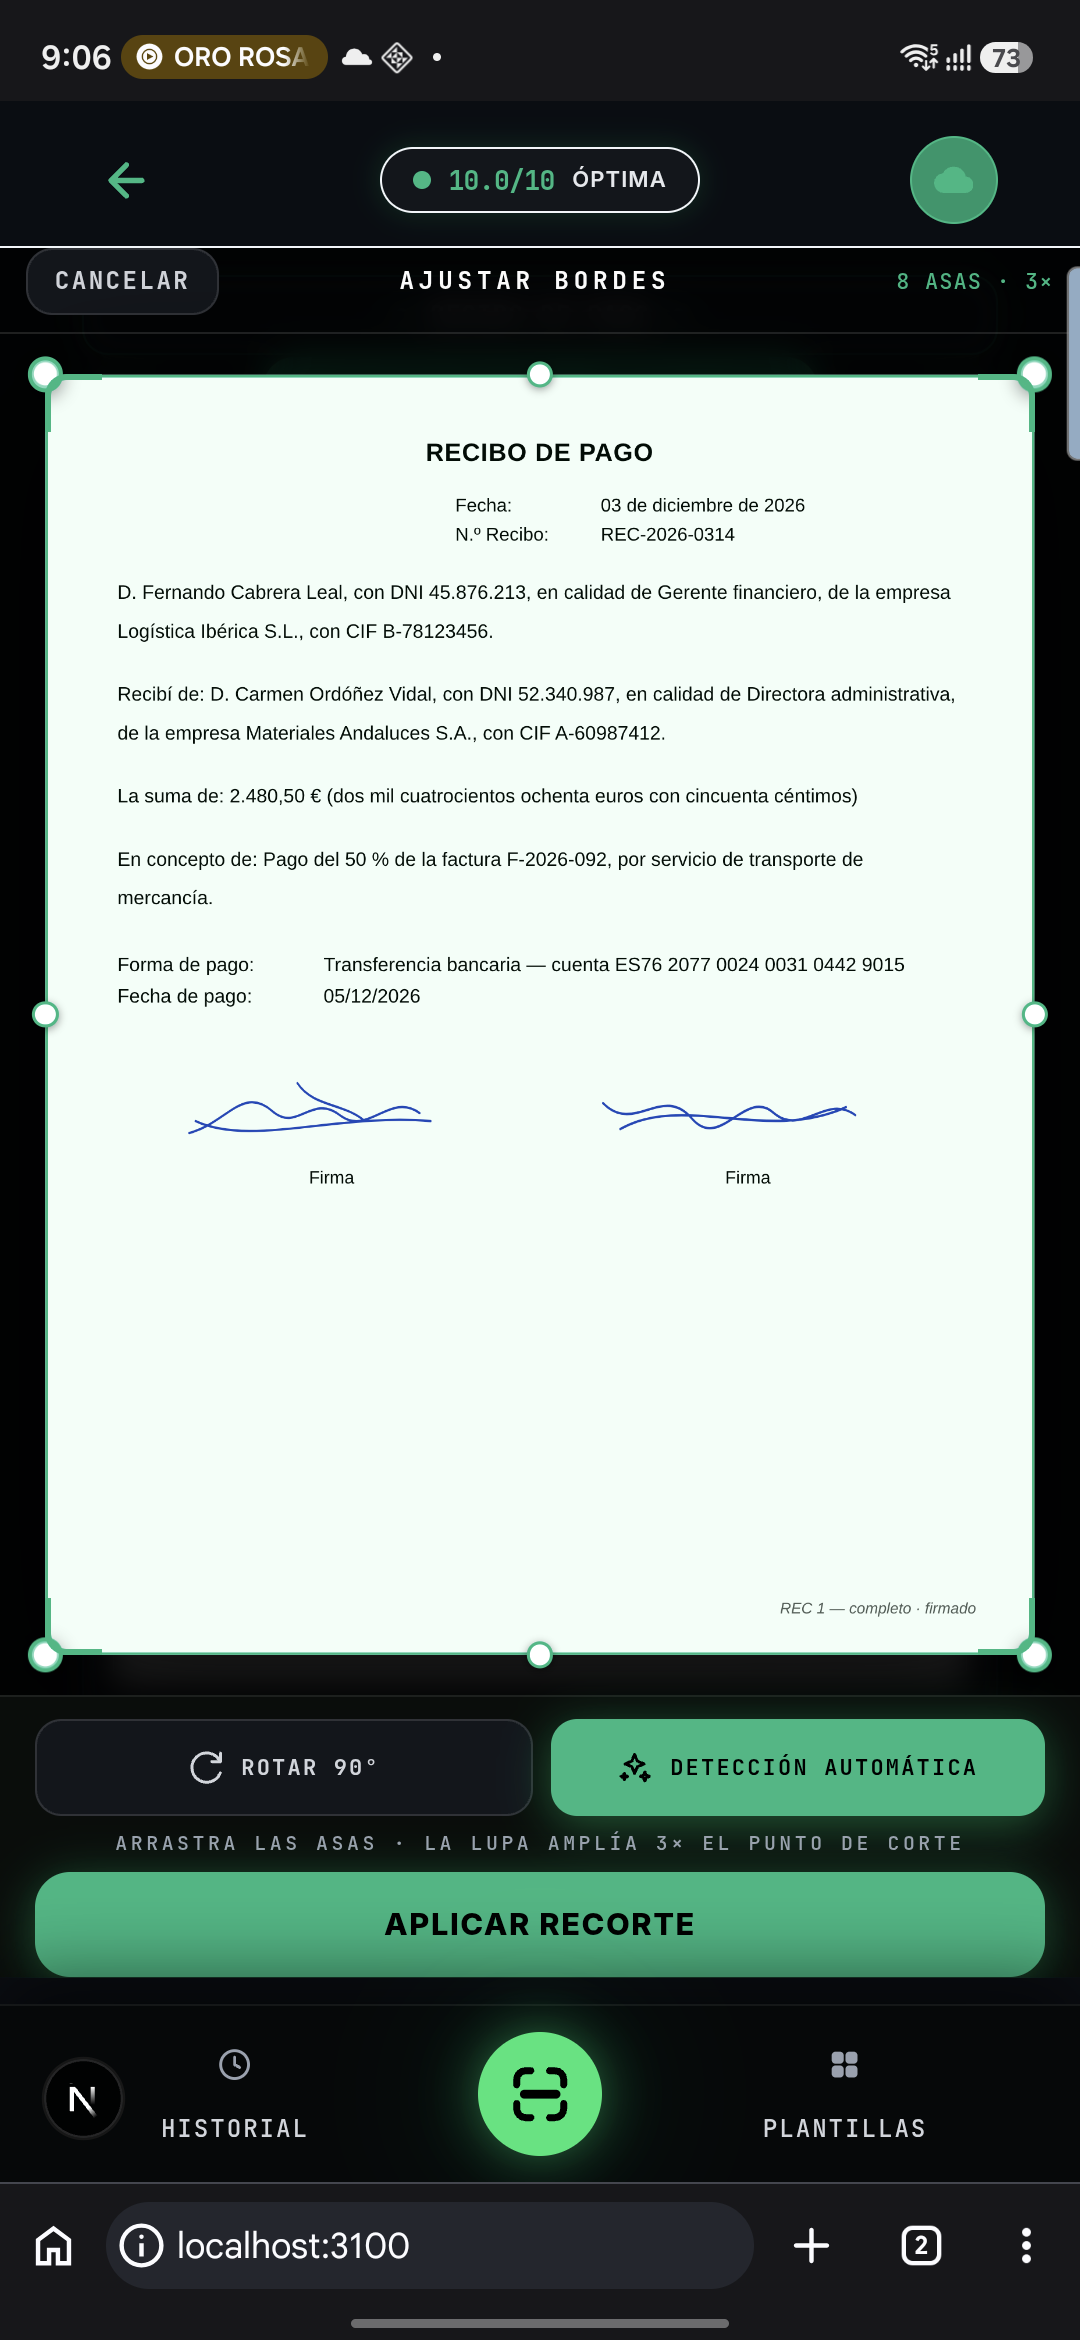 9:06 ORO ROSA 5 73
10.0/10 ÓPTIMA
CANCELAR AJUSTAR BORDES 8 ASAS · 3×
RECIBO DE PAGO
Fecha: 03 de diciembre de 2026
N.º Recibo: REC-2026-0314
D. Fernando Cabrera Leal, con DNI 45.876.213, en calidad de Gerente financiero, de la empresa
Logística Ibérica S.L., con CIF B-78123456.
Recibí de: D. Carmen Ordóñez Vidal, con DNI 52.340.987, en calidad de Directora administrativa,
de la empresa Materiales Andaluces S.A., con CIF A-60987412.
La suma de: 2.480,50 € (dos mil cuatrocientos ochenta euros con cincuenta céntimos)
En concepto de: Pago del 50 % de la factura F-2026-092, por servicio de transporte de
mercancía.
Forma de pago: Transferencia bancaria — cuenta ES76 2077 0024 0031 0442 9015
Fecha de pago: 05/12/2026
Firma Firma
REC 1 — completo · firmado
ROTAR 90° DETECCIÓN AUTOMÁTICA
ARRASTRA LAS ASAS · LA LUPA AMPLÍA 3× EL PUNTO DE CORTE
APLICAR RECORTE
N HISTORIAL PLANTILLAS
localhost:3100 2